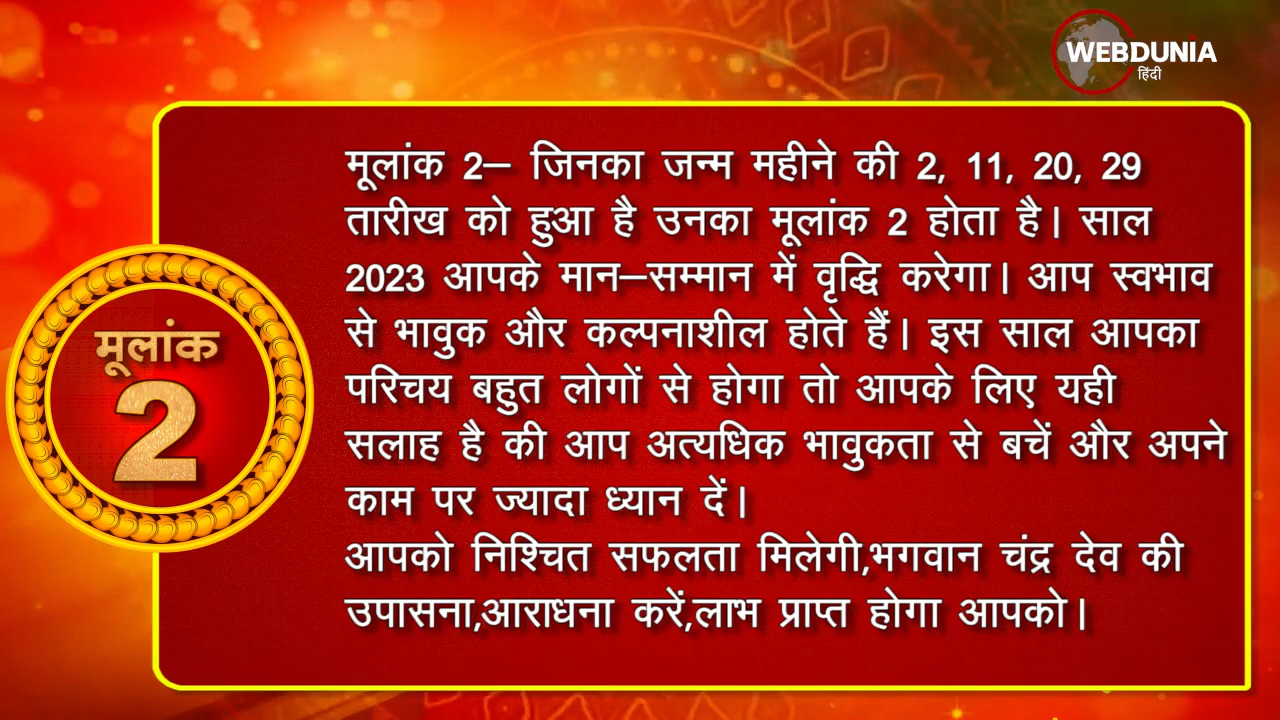 WEBDUNIA
हिंदी
मूलांक 2– जिनका जन्म महीने की 2, 11, 20, 29
तारीख को हुआ है उनका मूलांक 2 होता है| साल
2023 आपके मान–सम्मान में वृद्धि करेगा| आप स्वभाव
से भावुक और कल्पनाशील होते हैं| इस साल आपका
परिचय बहुत लोगों से होगा तो आपके लिए यही
सलाह है की आप अत्यधिक भावुकता से बचें और अपने
काम पर ज्यादा ध्यान दें|
आपको निश्चित सफलता मिलेगी,भगवान चंद्र देव की
उपासना,आराधना करें,लाभ प्राप्त होगा आपको|
मूलांक
2